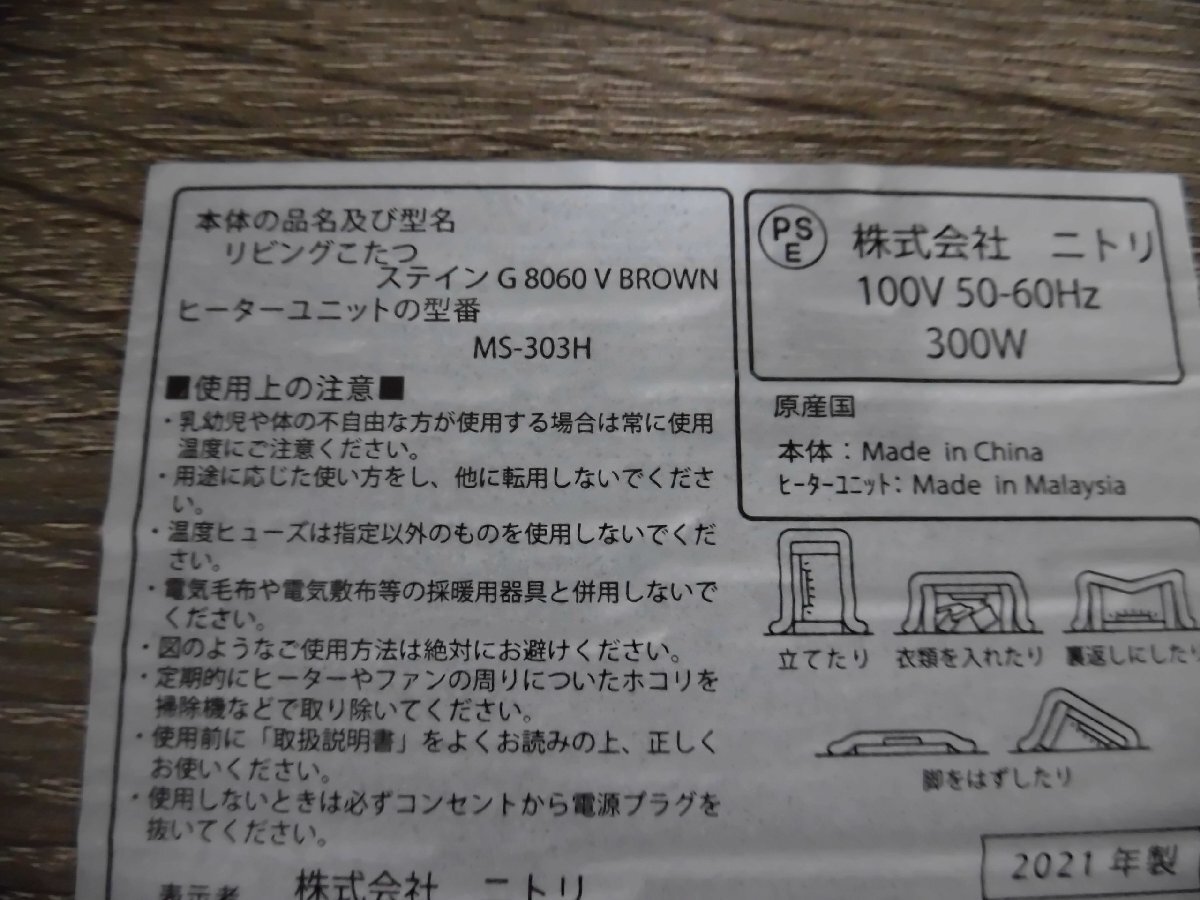 本体の品名及び型名
リビングこたつ
ステイン G 8060 V BROWN
ヒーターユニットの型番
MS-303H
■使用上の注意■
・乳幼児や体の不自由な方が使用する場合は常に使用
温度にご注意ください。
・用途に応じた使い方をし、他に転用しないでくださ
い。
・温度ヒューズは指定以外のものを使用しないでくだ
さい。
・電気毛布や電気敷布等の採暖用器具と併用しないで
ください。
・図のようなご使用方法は絶対にお避けください。
・定期的にヒーターやファンの周りについたホコリを
掃除機などで取り除いてください。
・使用前に「取扱説明書」をよくお読みの上、正しく
お使いください。
・使用しないときは必ずコンセントから電源プラグを
抜いてください。
表示者 株式会社 ニトリ
PS
E
株式会社 ニトリ
100V 50-60Hz
300W
原産国
本体：Made in China
ヒーターユニット：Made in Malaysia
立てたり 衣類を入れたり 裏返しにしたり
脚をはずしたり
2021 年製